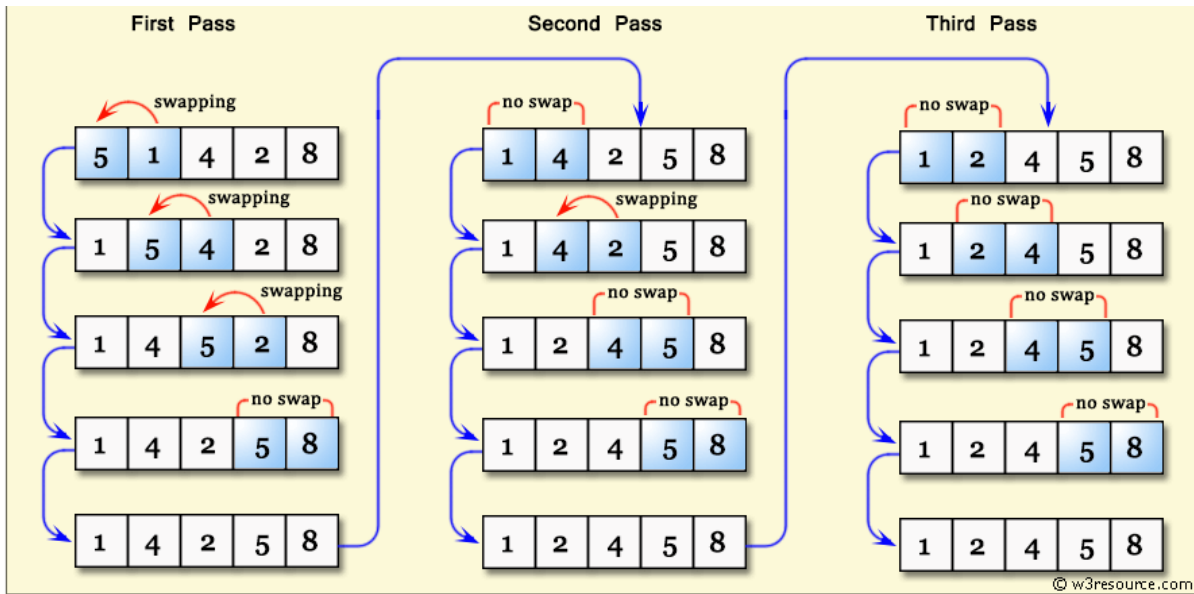 First Pass
swapping
5 1 4 2 8
swapping
1 5 4 2 8
swapping
1 4 5 2 8
no swap
1 4 2 5 8
1 4 2 5 8
Second Pass
no swap
1 4 2 5 8
swapping
1 4 2 5 8
no swap
1 2 4 5 8
no swap
1 2 4 5 8
1 2 4 5 8
Third Pass
no swap
1 2 4 5 8
no swap
1 2 4 5 8
no swap
1 2 4 5 8
no swap
1 2 4 5 8
1 2 4 5 8
© w3resource.com